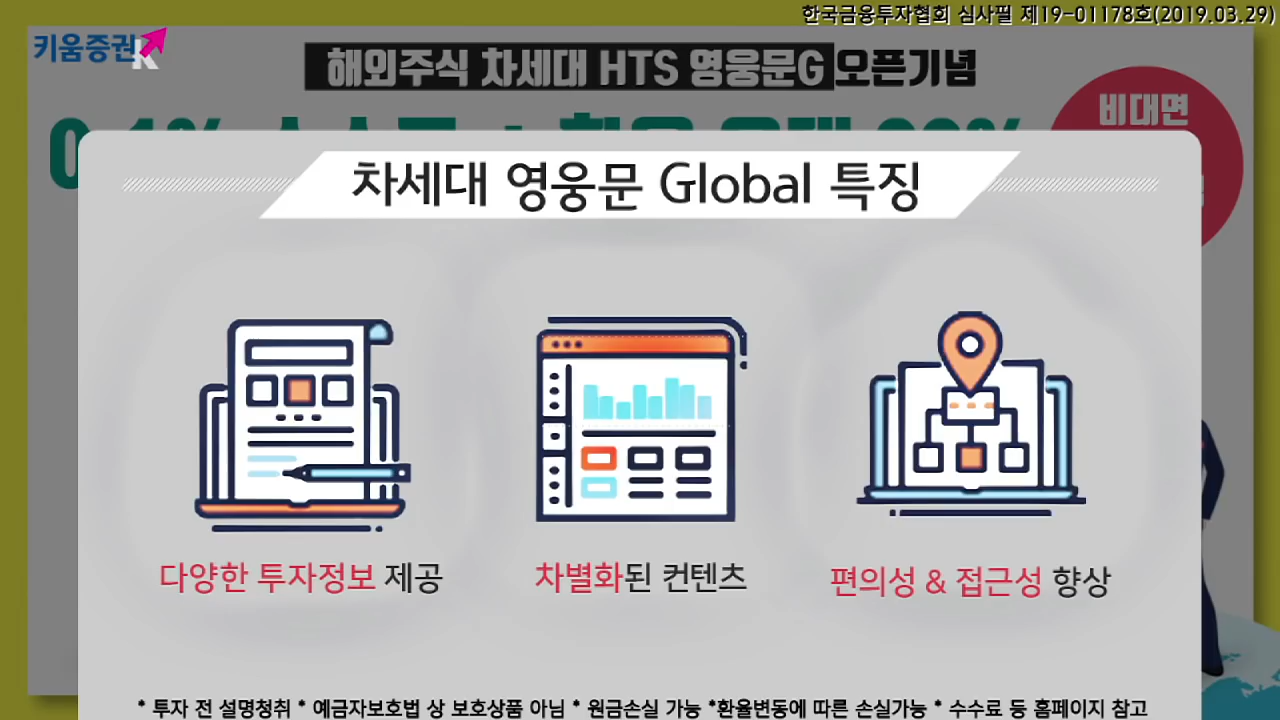 한국금융투자협회 심사필 제19-01178호(2019.03.29)
키움증권
해외주식 차세대 HTS 영웅문G 오픈기념
비대면
차세대 영웅문 Global 특징
다양한 투자정보 제공
차별화된 컨텐츠
편의성 & 접근성 향상
* 투자 전 설명청취 * 예금자보호법 상 보호상품 아님 * 원금손실 가능 *환율변동에 따른 손실가능 * 수수료 등 홈페이지 참고